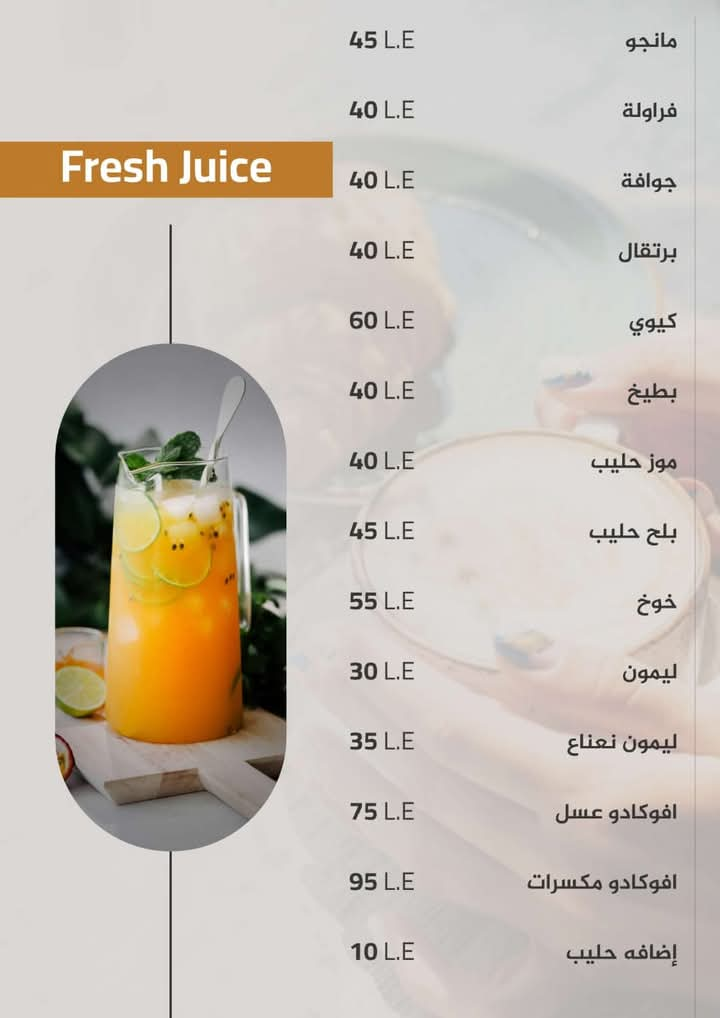 Fresh Juice
مانجو 45 L.E
فراولة 40 L.E
جوافة 40 L.E
برتقال 40 L.E
كيوي 60 L.E
بطيخ 40 L.E
موز حليب 40 L.E
بلح حليب 45 L.E
خوخ 55 L.E
ليمون 30 L.E
ليمون نعناع 35 L.E
افوكادو عسل 75 L.E
افوكادو مكسرات 95 L.E
إضافه حليب 10 L.E